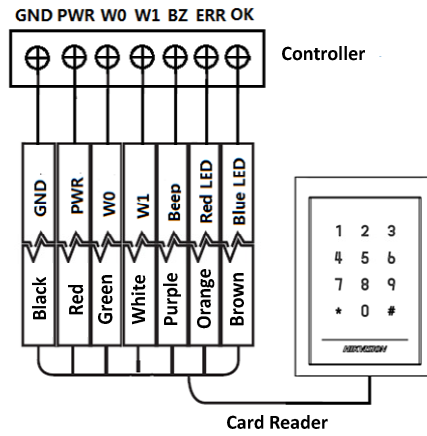 GND PWR W0 W1 BZ ERR OK
Controller
GND PWR W0 W1 Beep Red LED Blue LED
Black Red Green White Purple Orange Brown
1 2 3
4 5 6
7 8 9
* 0 #
HIKVISION
Card Reader